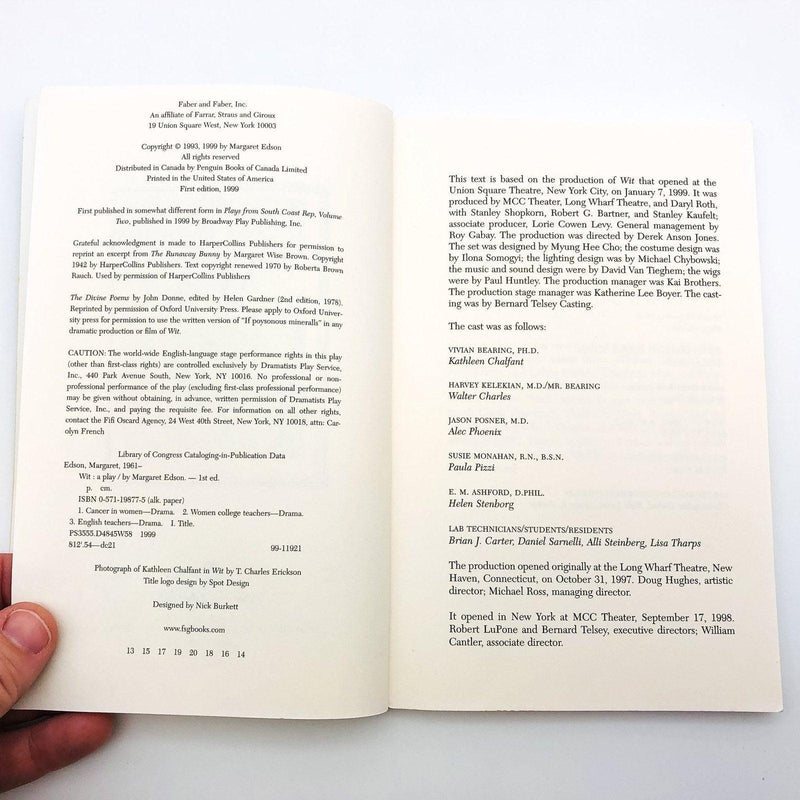 Faber and Faber, Inc.
An affiliate of Farrar, Straus and Giroux
19 Union Square West, New York 10003
Copyright © 1993, 1999 by Margaret Edson
All rights reserved
Distributed in Canada by Penguin Books of Canada Limited
Printed in the United States of America
First edition, 1999
First published in somewhat different form in Plays from South Coast Rep, Volume
Two, published in 1999 by Broadway Play Publishing, Inc.
Grateful acknowledgment is made to HarperCollins Publishers for permission to
reprint an excerpt from The Runaway Bunny by Margaret Wise Brown. Copyright
1942 by HarperCollins Publishers. Text copyright renewed 1970 by Roberta Brown
Rauch. Used by permission of HarperCollins Publishers
The Divine Poems by John Donne, edited by Helen Gardner (2nd edition, 1978).
Reprinted by permission of Oxford University Press. Please apply to Oxford Univer-
sity press for permission to use the written version of "If poysonous mineralls" in any
dramatic production or film of Wit.
CAUTION: The world-wide English-language stage performance rights in this play
(other than first-class rights) are controlled exclusively by Dramatists Play Service,
Inc., 440 Park Avenue South, New York, NY 10016. No professional or non-
professional performance of the play (excluding first-class professional performance)
may be given without obtaining, in advance, written permission of Dramatists Play
Service, Inc., and paying the requisite fee. For information on all other rights,
contact the Fifi Oscard Agency, 24 West 40th Street, New York, NY 10018, attn: Car-
olyn French
Library of Congress Cataloging-in-Publication Data
Edson, Margaret, 1961–
Wit : a play / by Margaret Edson. — 1st ed.
p. cm.
ISBN 0-571-19877-5 (alk. paper)
1. Cancer in women—Drama. 2. Women college teachers—Drama.
3. English teachers—Drama. I. Title.
PS3555.D4845W58 1999
812'.54—dc21 99-11921
Photograph of Kathleen Chalfant in Wit by T. Charles Erickson
Title logo design by Spot Design
Designed by Nick Burkett
www.fsgbooks.com
13 15 17 19 20 18 16 14
This text is based on the production of Wit that opened at the
Union Square Theatre, New York City, on January 7, 1999. It was
produced by MCC Theater, Long Wharf Theatre, and Daryl Roth,
with Stanley Shopkorn, Robert G. Bartner, and Stanley Kaufelt;
associate producer, Lorie Cowen Levy. General management by
Roy Gabay. The production was directed by Derek Anson Jones.
The set was designed by Myung Hee Cho; the costume design was
by Ilona Somogyi; the lighting design was by Michael Chybowski;
the music and sound design were by David Van Tieghem; the wigs
were by Paul Huntley. The production manager was Kai Brothers.
The production stage manager was Katherine Lee Boyer. The cast-
ing was by Bernard Telsey Casting.
The cast was as follows:
VIVIAN BEARING, PH.D.
Kathleen Chalfant
HARVEY KELEKIAN, M.D./MR. BEARING
Walter Charles
JASON POSNER, M.D.
Alec Phoenix
SUSIE MONAHAN, R.N., B.S.N.
Paula Pizzi
E. M. ASHFORD, D.PHIL.
Helen Stenborg
LAB TECHNICIANS/STUDENTS/RESIDENTS
Brian J. Carter, Daniel Sarnelli, Alli Steinberg, Lisa Tharps
The production opened originally at the Long Wharf Theatre, New
Haven, Connecticut, on October 31, 1997. Doug Hughes, artistic
director; Michael Ross, managing director.
It opened in New York at MCC Theater, September 17, 1998.
Robert LuPone and Bernard Telsey, executive directors; William
Cantler, associate director.